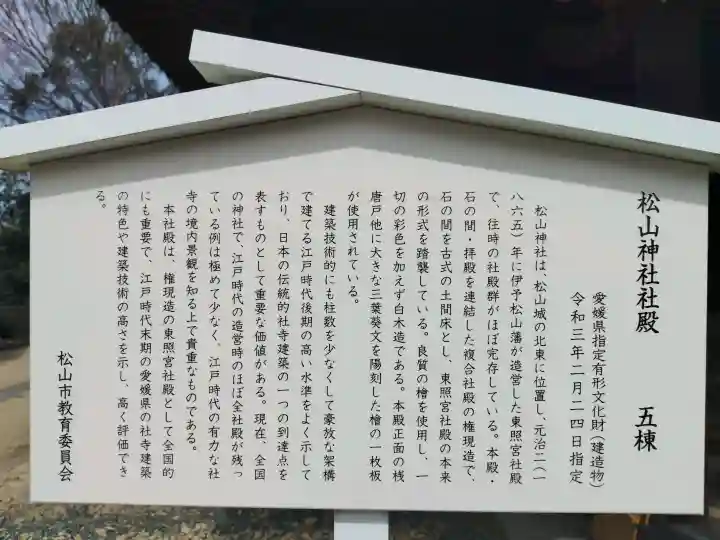 松山神社社殿　　五棟
愛媛県指定有形文化財（建造物）
令和三年二月二四日指定
松山神社は、松山城の北東に位置し、元治二（一
八六五）年に伊予松山藩が造営した東照宮社殿
で、往時の社殿群がほぼ完存している。本殿・
石の間・拝殿を連結した複合社殿の権現造で、
石の間を古式の土間床とし、東照宮社殿の本来
の形式を踏襲している。良質の檜を使用し、一
切の彩色を加えず白木造である。本殿正面の桟
唐戸他に大きな三葉葵文を陽刻した檜の一枚板
が使用されている。
建築技術的にも柱数を少なくして豪放な架構
で建てる江戸時代後期の高い水準をよく示して
おり、日本の伝統的社寺建築の一つの到達点を
表すものとして重要な価値がある。現在、全国
の神社で、江戸時代の造営時のほぼ全社殿が残っ
ている例は極めて少なく、江戸時代の有力な社
寺の境内景観を知る上で貴重なものである。
本社殿は、権現造の東照宮社殿として全国的
にも重要で、江戸時代末期の愛媛県の社寺建築
の特色や建築技術の高さを示し、高く評価でき
る。
松山市教育委員会